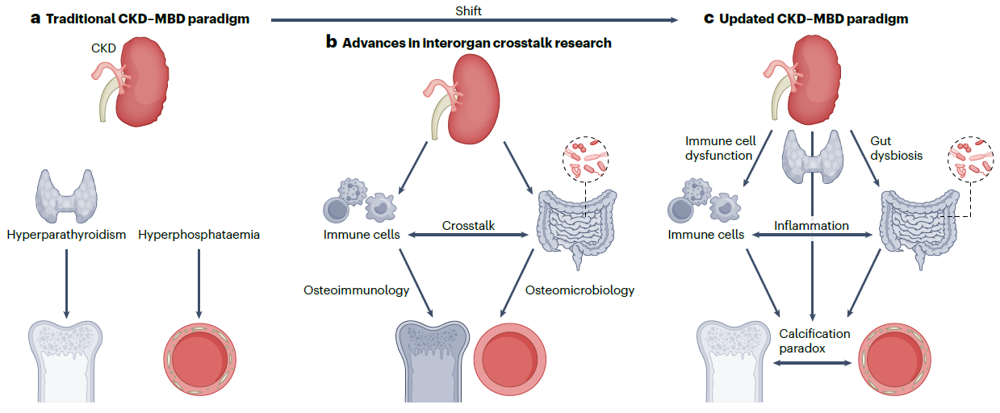 a Traditional CKD–MBD paradigm
Shift
c Updated CKD–MBD paradigm
b Advances in interorgan crosstalk research
CKD
Hyperparathyroidism
Hyperphosphataemia
Immune cells
Crosstalk
Osteoimmunology
Osteomicrobiology
Immune cell
dysfunction
Gut
dysbiosis
Immune cells
Inflammation
Calcification
paradox